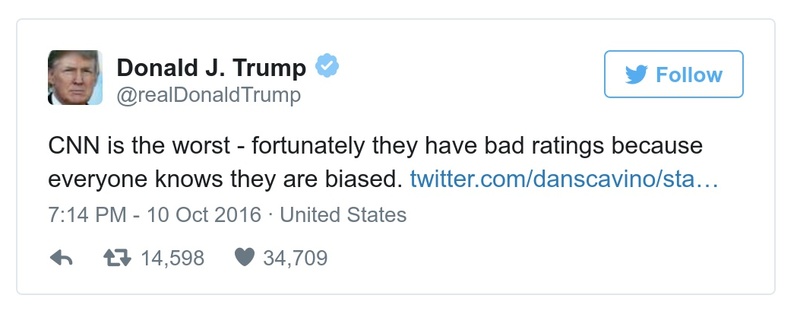 Donald J. Trump
@realDonaldTrump
Follow
CNN is the worst - fortunately they have bad ratings because
everyone knows they are biased. twitter.com/danscavino/sta…
7:14 PM - 10 Oct 2016 · United States
14,598 34,709